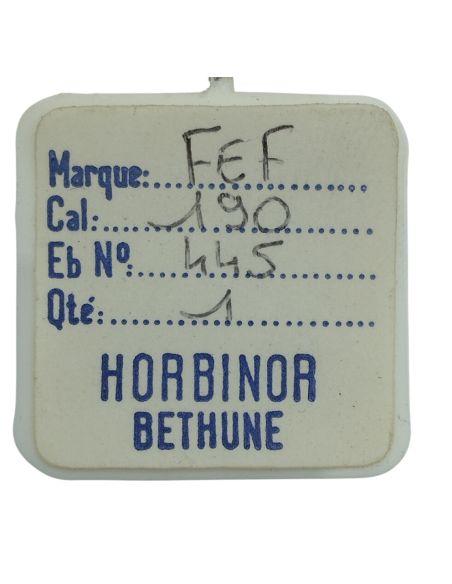 Marque: FEF
Cal: 190
Eb Nº: 445
Qté: 1
HORBINOR
BETHUNE